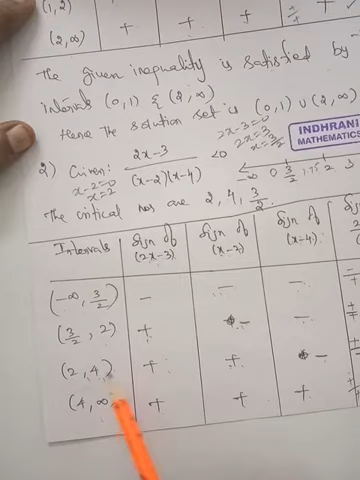 (1,2)
(2,∞) + + +
The given inequality is satisfied by
intervals (0,1) & (2,∞)
Hence the solution set is (0,1) ∪ (2,∞)
2) Given: (2x-3)/((x-2)(x-4)) <0
x-2=0
x=2
2x-3=0
2x=3
x=3/2
INDHRANI
MATHEMATICS
0 1 3/2 1.75 2 3
The critical nos are 2, 4, 3/2.
Intervals | Sign of (2x-3) | Sign of (x-2) | Sign of (x-4)
(-∞, 3/2) - - -
(3/2, 2) + - -
(2, 4) + + -
(4, ∞) + + +